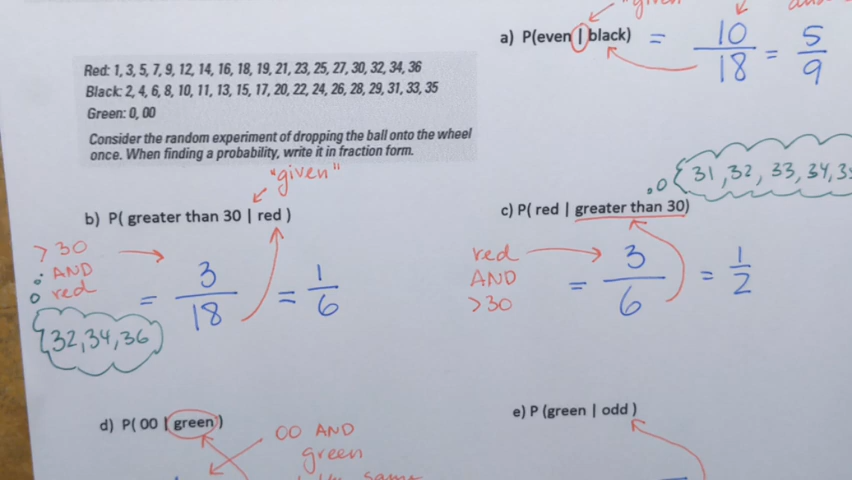 "given"
a) P(even | black) = 10/18 = 5/9
Red: 1, 3, 5, 7, 9, 12, 14, 16, 18, 19, 21, 23, 25, 27, 30, 32, 34, 36
Black: 2, 4, 6, 8, 10, 11, 13, 15, 17, 20, 22, 24, 26, 28, 29, 31, 33, 35
Green: 0, 00
Consider the random experiment of dropping the ball onto the wheel
once. When finding a probability, write it in fraction form.
"given"
b) P( greater than 30 | red )
> 30
AND
red
= 3/18 = 1/6
32, 34, 36
31, 32, 33, 34,
c) P( red | greater than 30)
red
AND
>30
= 3/6 = 1/2
d) P( 00 | green )
00 AND
green
same
e) P (green | odd )